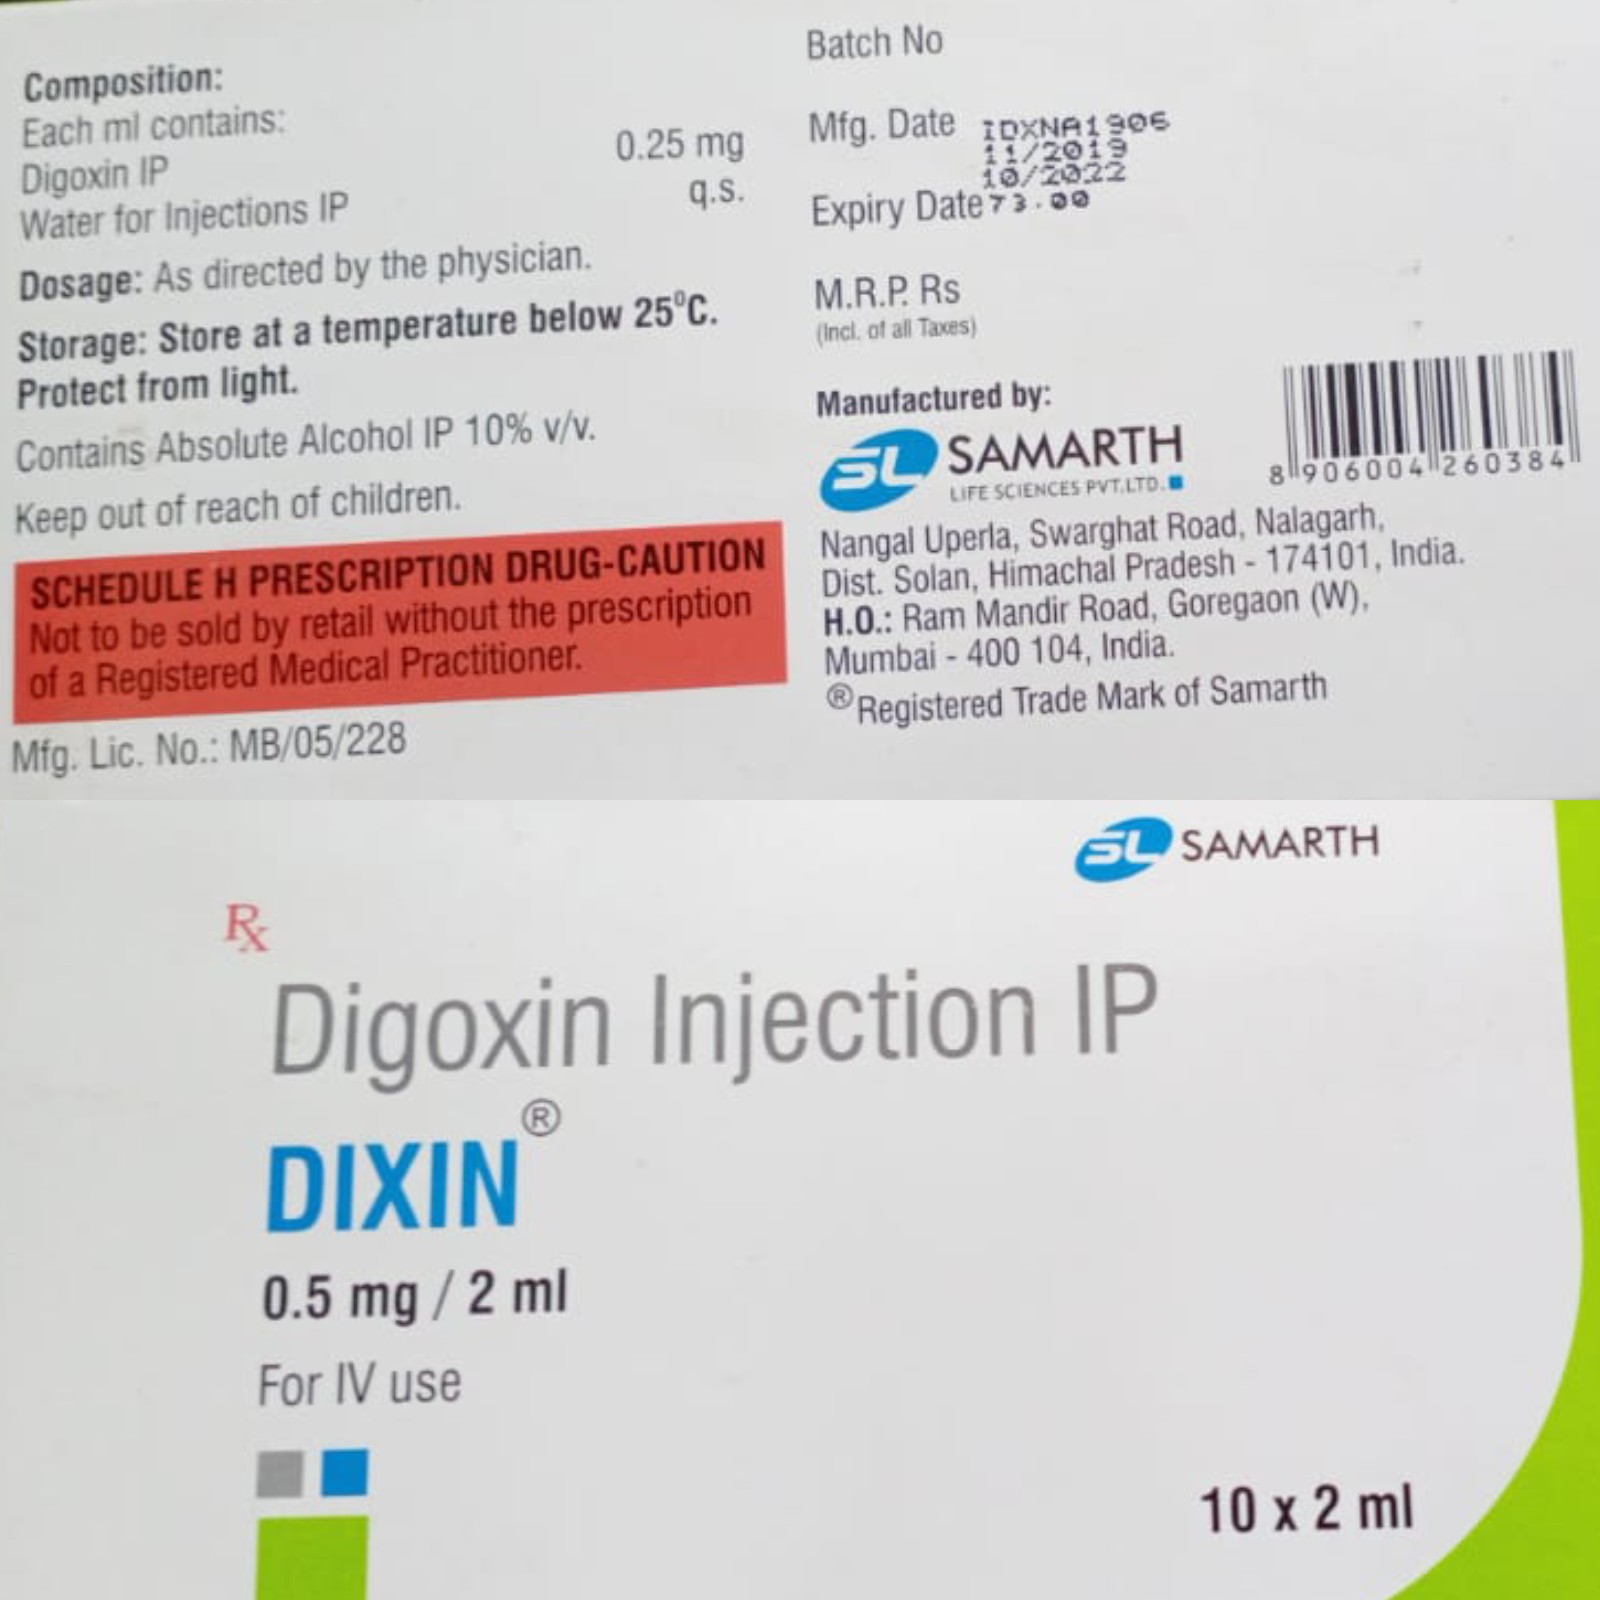 Composition:
Each ml contains:
Digoxin IP 0.25 mg
Water for Injections IP q.s.
Dosage: As directed by the physician.
Storage: Store at a temperature below 25°C.
Protect from light.
Contains Absolute Alcohol IP 10% v/v.
Keep out of reach of children.
SCHEDULE H PRESCRIPTION DRUG-CAUTION
Not to be sold by retail without the prescription
of a Registered Medical Practitioner.
Mfg. Lic. No.: MB/05/228
Batch No
Mfg. Date
Expiry Date
IDXNA1906
11/2019
10/2022
73.00
M.R.P. Rs
(Incl. of all Taxes)
Manufactured by:
SL SAMARTH
LIFE SCIENCES PVT.LTD.
8 906004 260384
Nangal Uperla, Swarghat Road, Nalagarh,
Dist. Solan, Himachal Pradesh - 174101, India.
H.O.: Ram Mandir Road, Goregaon (W),
Mumbai - 400 104, India.
® Registered Trade Mark of Samarth
SL SAMARTH
Rx
Digoxin Injection IP
DIXIN®
0.5 mg / 2 ml
For IV use
10 x 2 ml